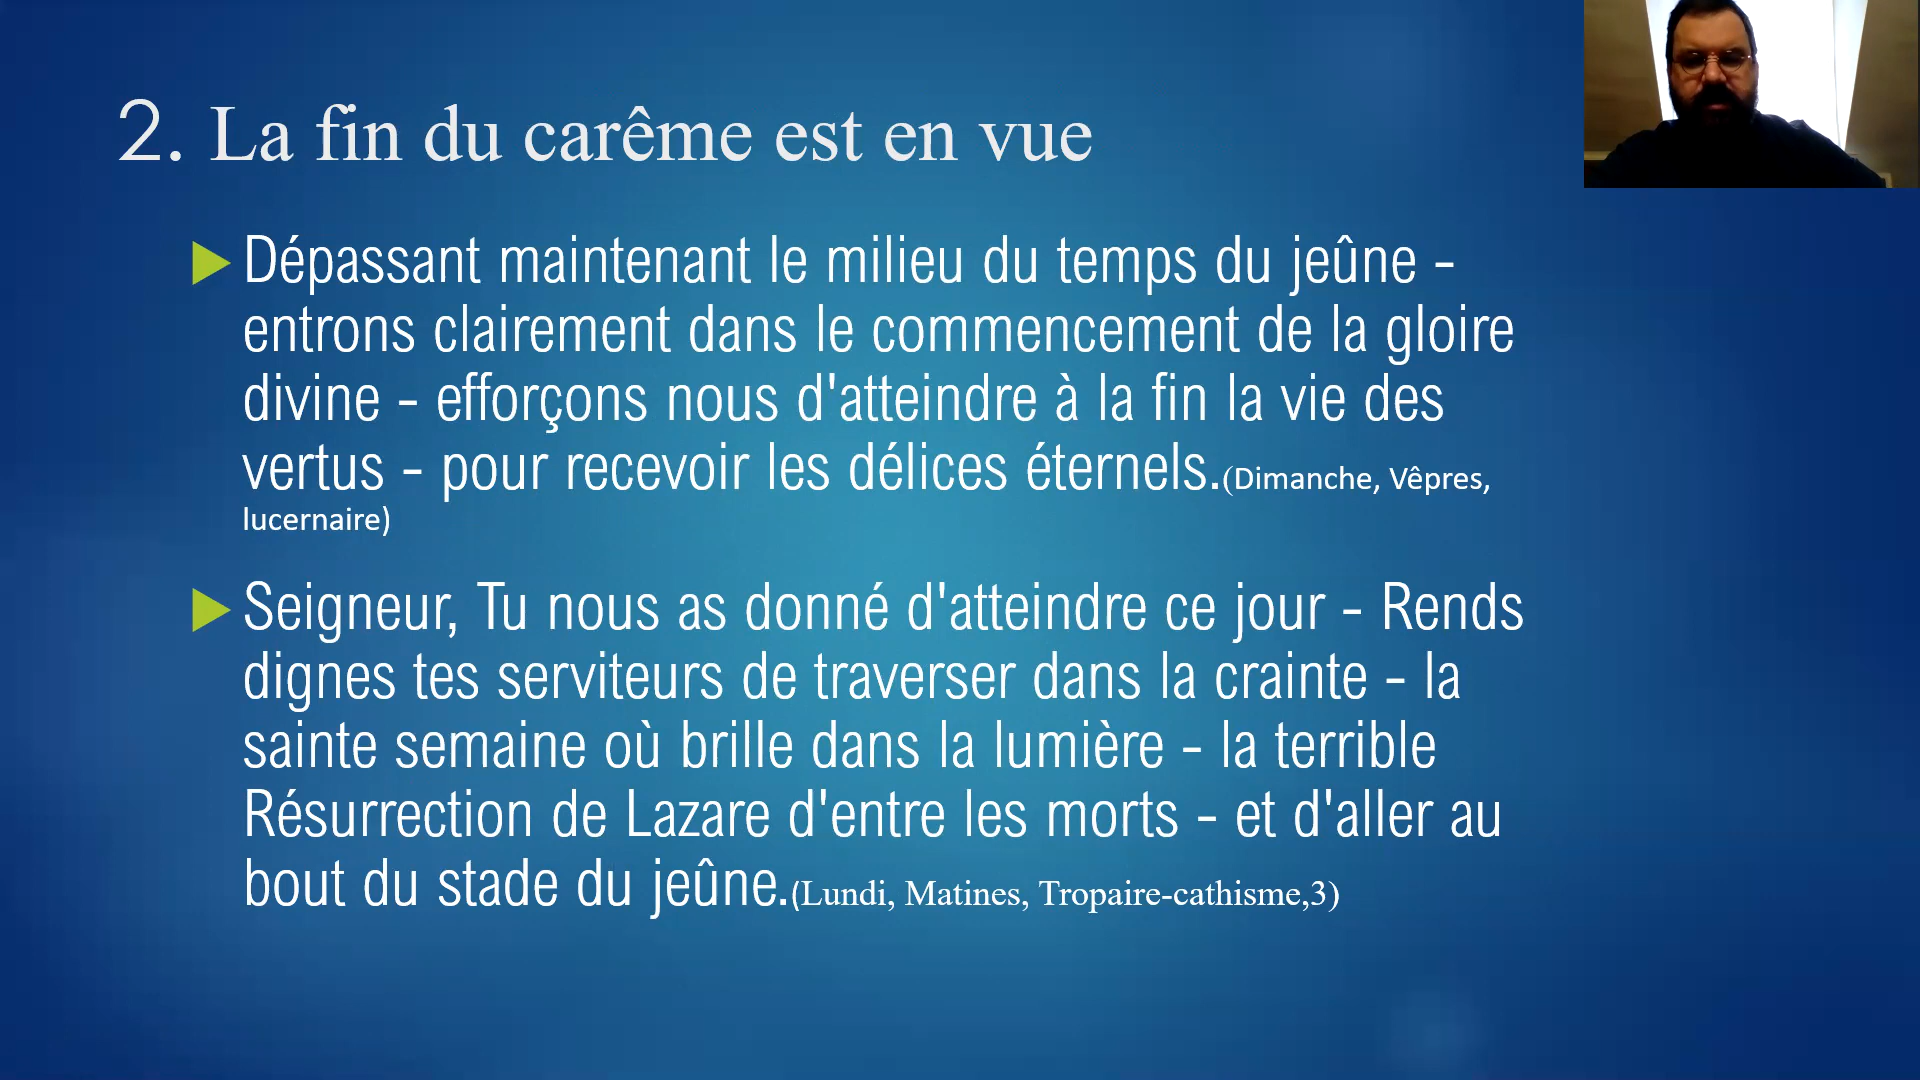 2. La fin du carême est en vue
Dépassant maintenant le milieu du temps du jeûne -
entrons clairement dans le commencement de la gloire
divine - efforçons nous d'atteindre à la fin la vie des
vertus - pour recevoir les délices éternels.(Dimanche, Vêpres,
lucernaire)
Seigneur, Tu nous as donné d'atteindre ce jour - Rends
dignes tes serviteurs de traverser dans la crainte - la
sainte semaine où brille dans la lumière - la terrible
Résurrection de Lazare d'entre les morts - et d'aller au
bout du stade du jeûne.(Lundi, Matines, Tropaire-cathisme,3)